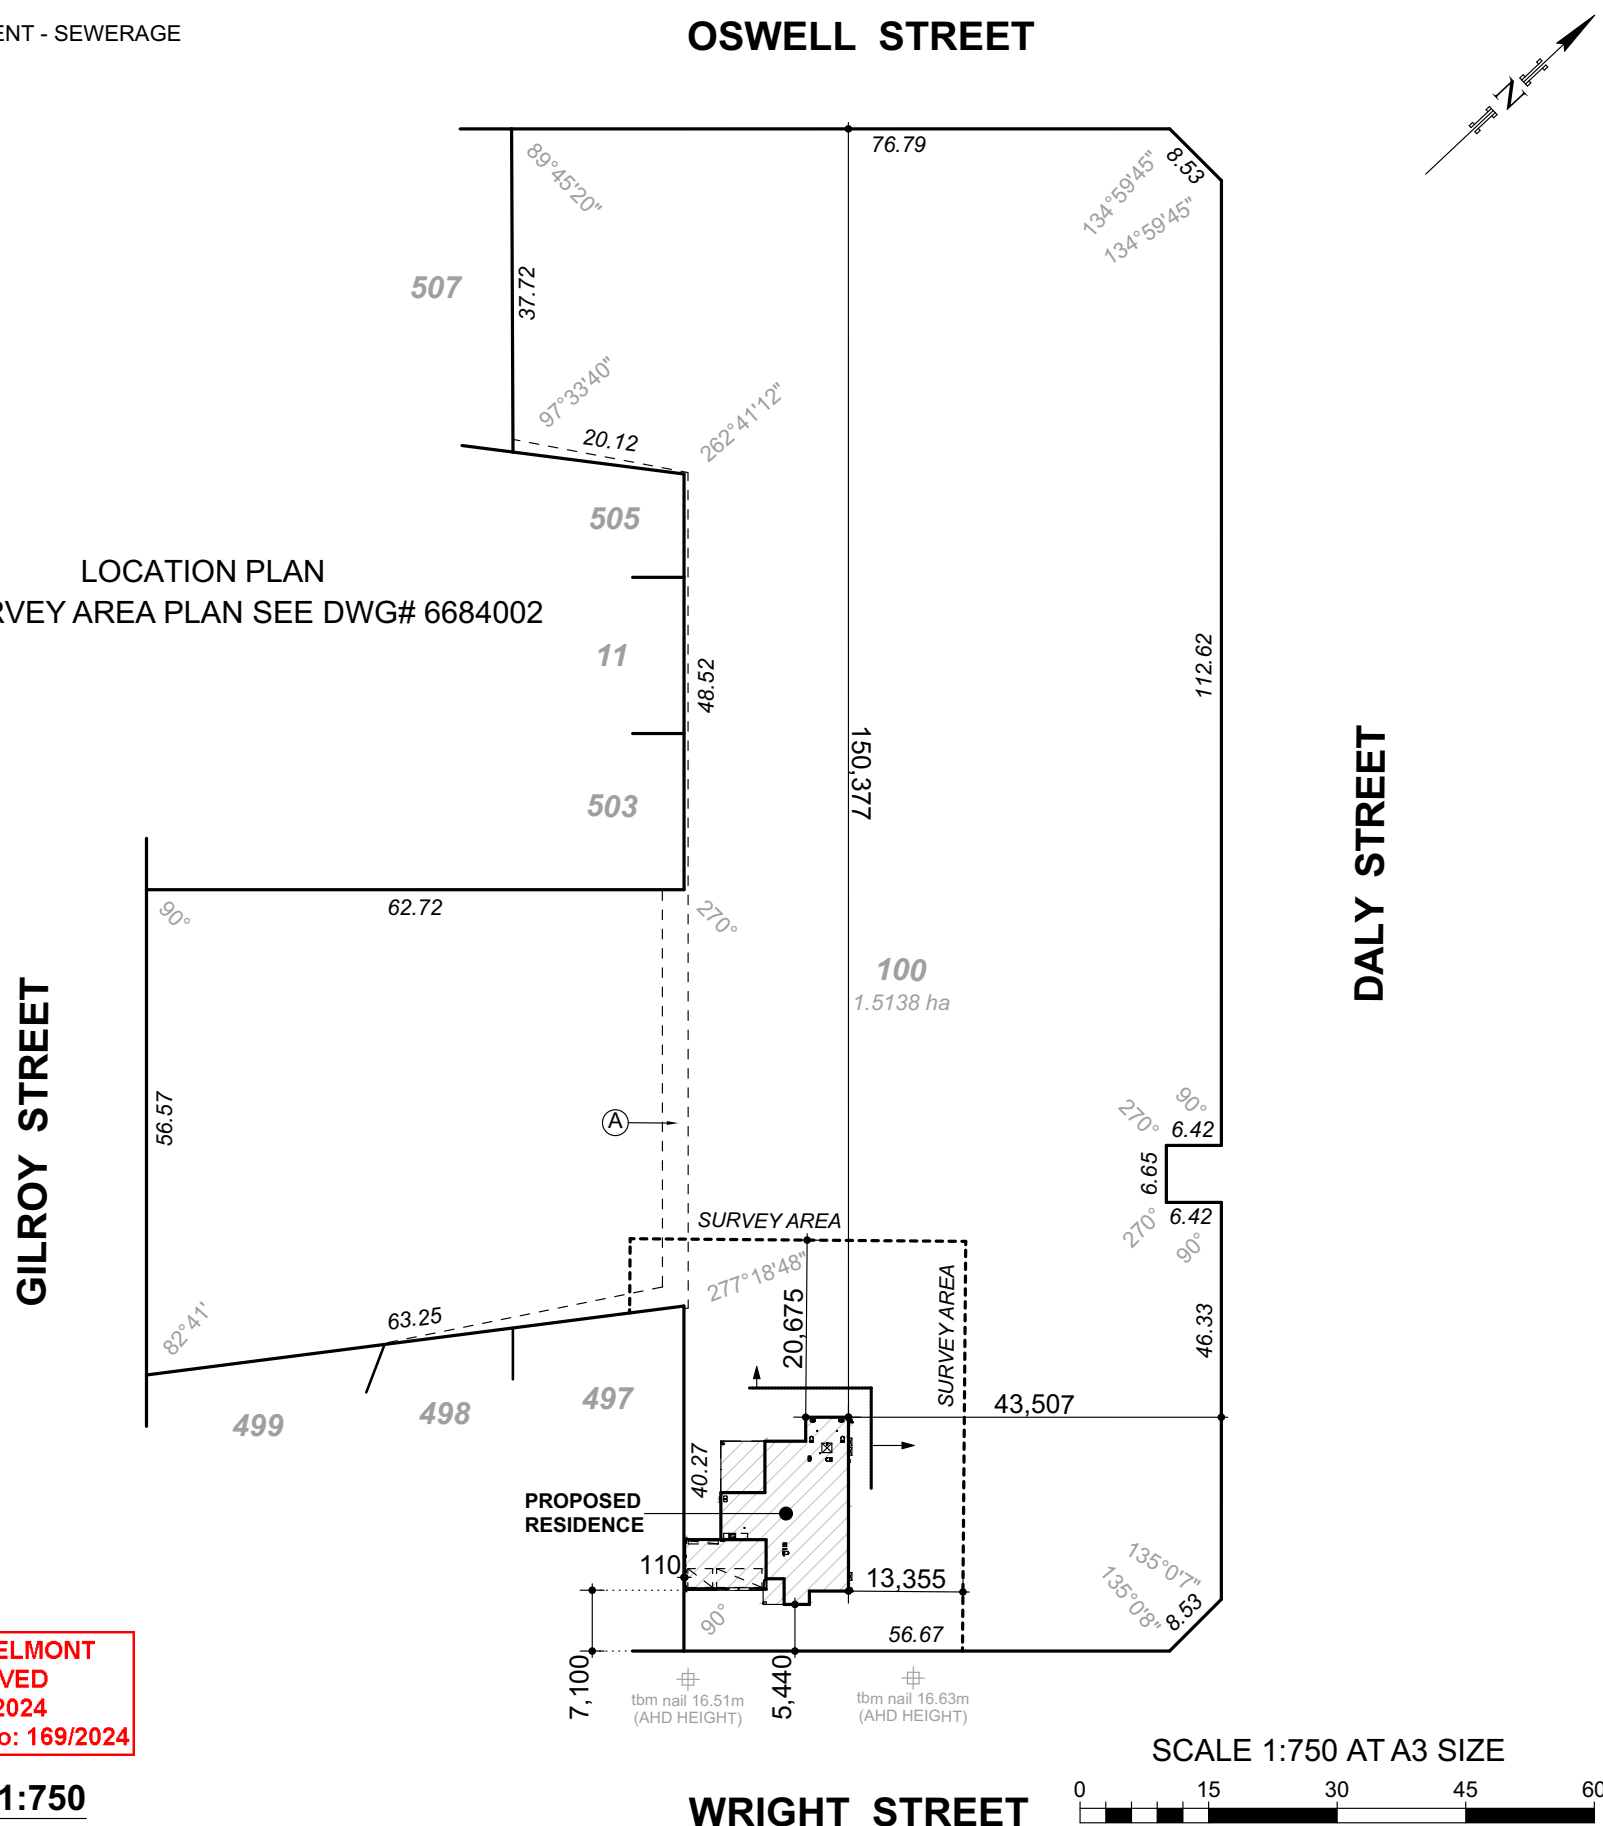 ENT - SEWERAGE
OSWELL STREET
N
76.79
8.53
89°45'20"
134°59'45"
134°59'45"
507
37.72
97°33'40"
20.12
262°41'12"
505
LOCATION PLAN
RVEY AREA PLAN SEE DWG# 6684002
11
48.52
112.62
150,377
503
DALY STREET
62.72
90°
270°
100
1.5138 ha
GILROY STREET
56.57
A
270°
90°
6.42
6.65
6.42
270°
90°
SURVEY AREA
277°18'48"
SURVEY AREA
20,675
82°41'
63.25
46.33
499
498
497
43,507
40.27
PROPOSED
RESIDENCE
110
13,355
135°0'7"
135°0'8"
8.53
90°
56.67
7,100
5,440
tbm nail 16.51m
(AHD HEIGHT)
tbm nail 16.63m
(AHD HEIGHT)
ELMONT
VED
2024
o: 169/2024
SCALE 1:750 AT A3 SIZE
0 15 30 45 60
1:750
WRIGHT STREET